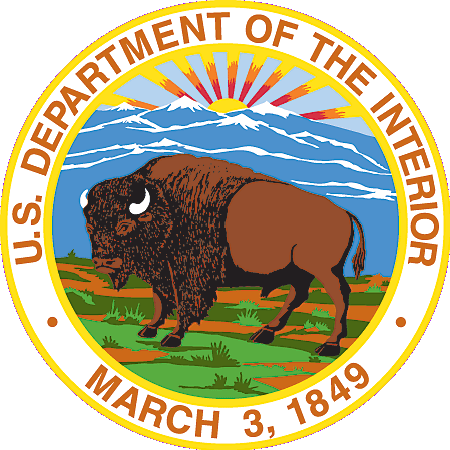 U.S. DEPARTMENT OF THE INTERIOR
MARCH 3, 1849